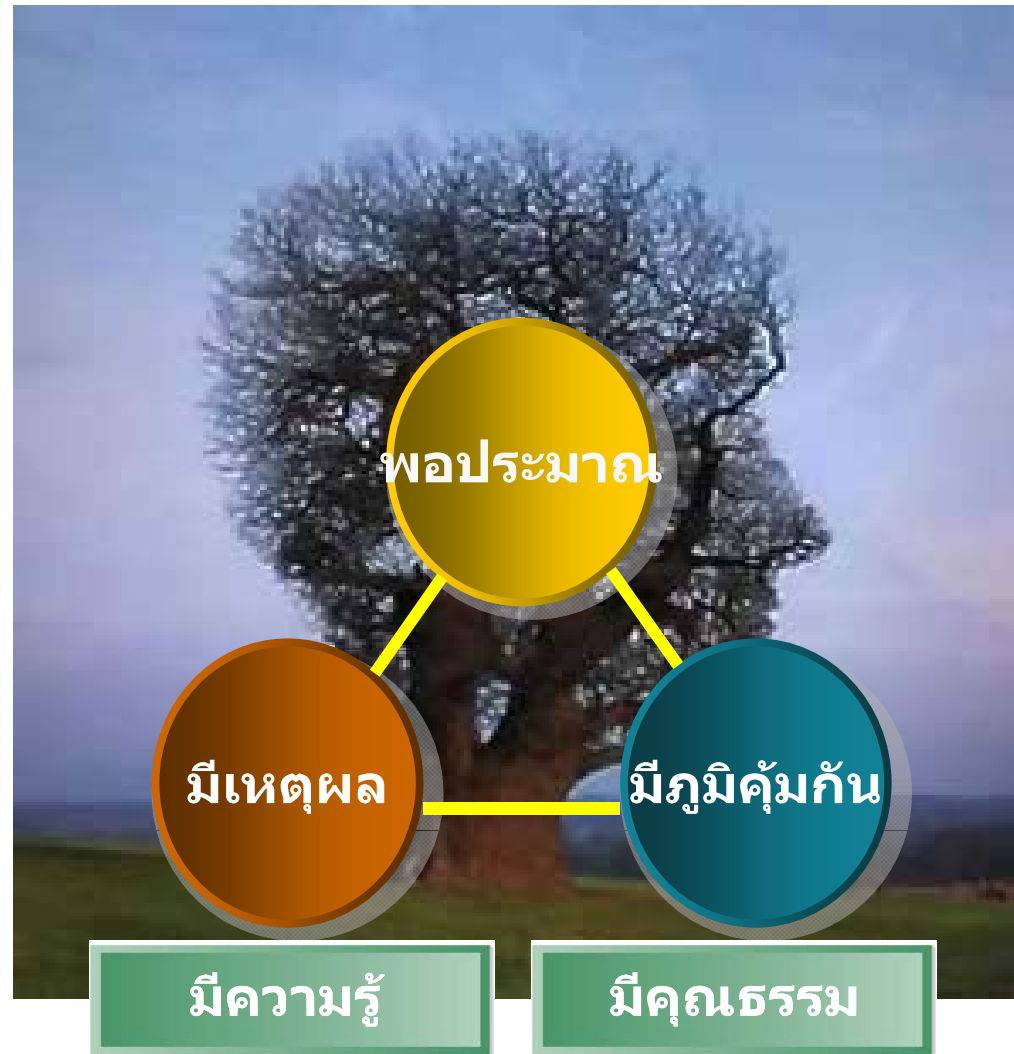 พอประมาณ
มีเหตุผล
มีภูมิคุ้มกัน
มีความรู้
มีคุณธรรม